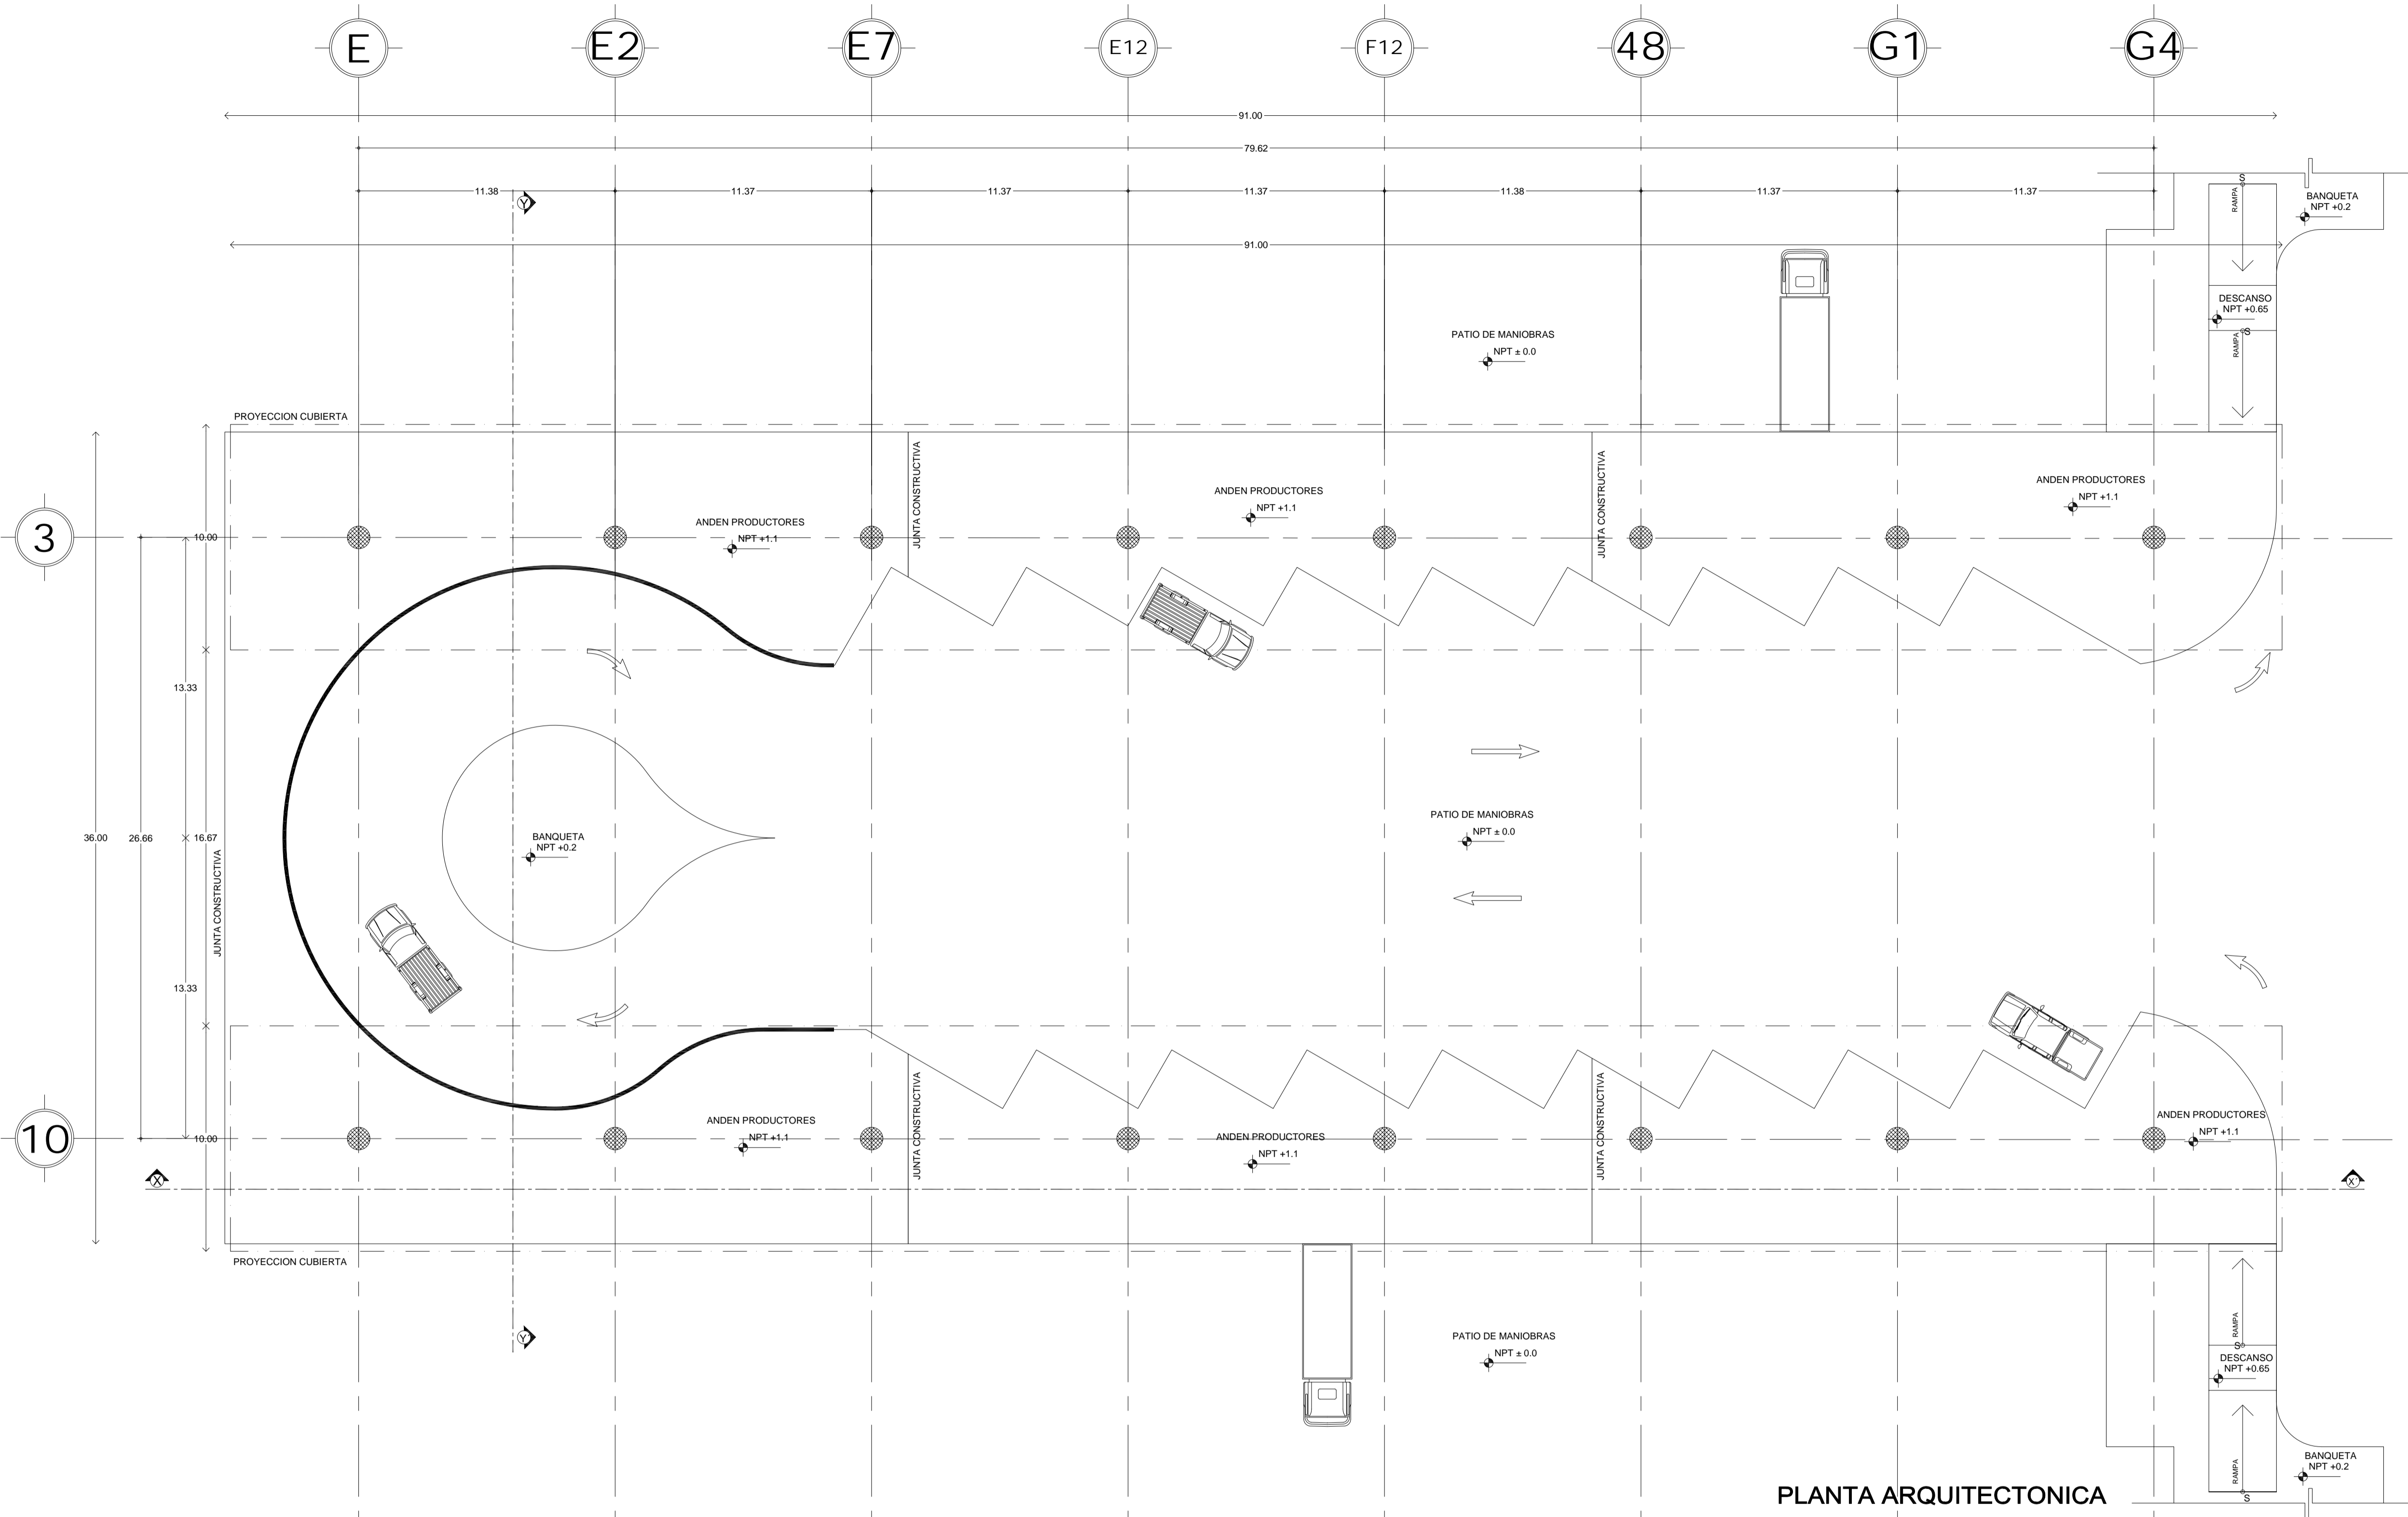 E E2 E7 E12 F12 48 G1 G4
91.00
79.62
11.38 11.37 11.37 11.37 11.38 11.37 11.37
Y
91.00
S
RAMPA
BANQUETA
NPT +0.2
DESCANSO
NPT +0.65
S
RAMPA
PATIO DE MANIOBRAS
NPT ± 0.0
PROYECCION CUBIERTA
JUNTA CONSTRUCTIVA
JUNTA CONSTRUCTIVA
ANDEN PRODUCTORES
NPT +1.1
ANDEN PRODUCTORES
NPT +1.1
ANDEN PRODUCTORES
NPT +1.1
3
10.00
13.33
36.00
26.66
16.67
BANQUETA
NPT +0.2
PATIO DE MANIOBRAS
NPT ± 0.0
JUNTA CONSTRUCTIVA
13.33
10
10.00
ANDEN PRODUCTORES
NPT +1.1
JUNTA CONSTRUCTIVA
ANDEN PRODUCTORES
NPT +1.1
JUNTA CONSTRUCTIVA
ANDEN PRODUCTORES
NPT +1.1
X
X'
PROYECCION CUBIERTA
Y'
PATIO DE MANIOBRAS
NPT ± 0.0
RAMPA
S
DESCANSO
NPT +0.65
RAMPA
S
BANQUETA
NPT +0.2
PLANTA ARQUITECTONICA